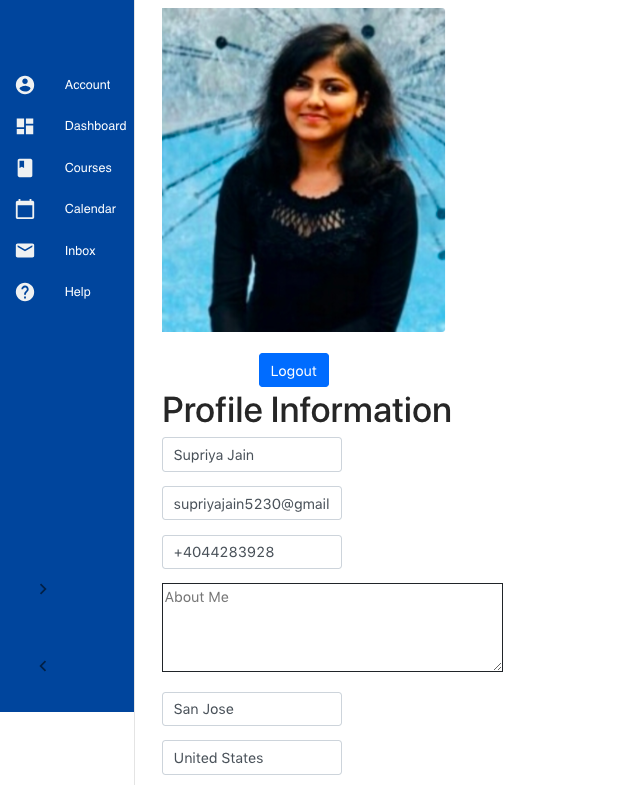 Account
Dashboard
Courses
Calendar
Inbox
Help
Logout
Profile Information
Supriya Jain
supriyajain5230@gmail
+4044283928
About Me
San Jose
United States